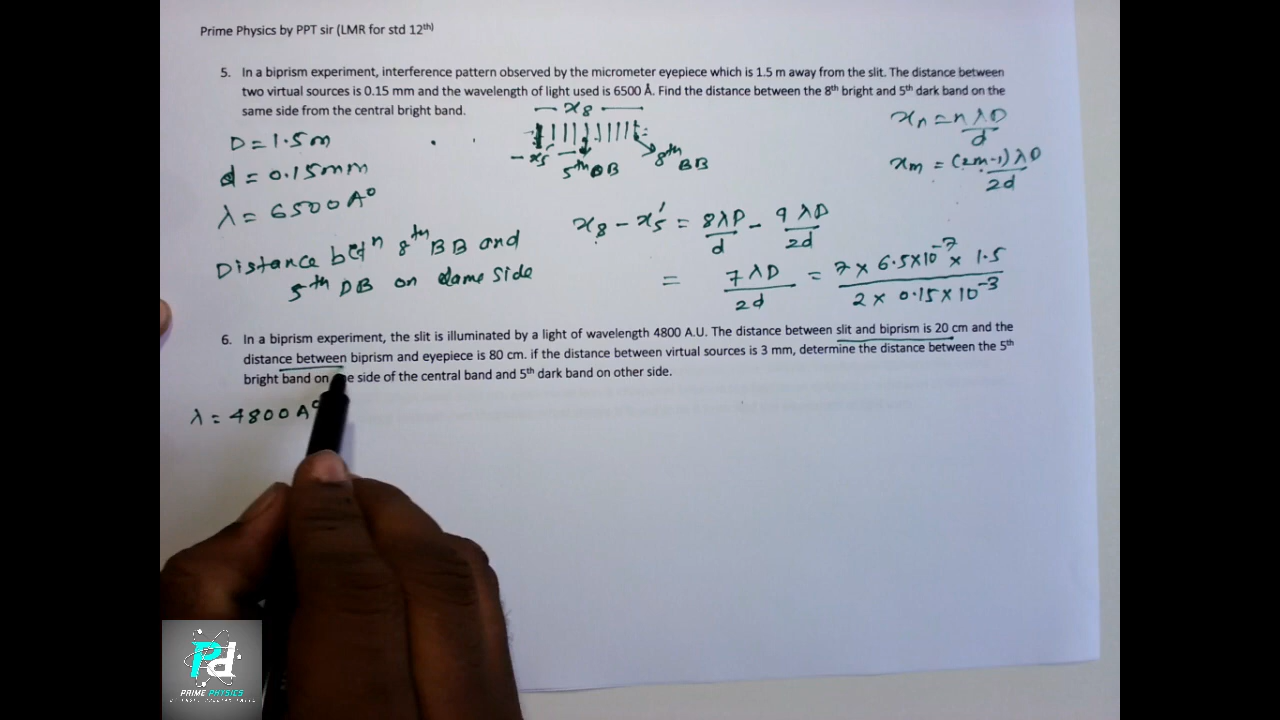 Prime Physics by PPT sir (LMR for std 12th)
5. In a biprism experiment, interference pattern observed by the micrometer eyepiece which is 1.5 m away from the slit. The distance between
two virtual sources is 0.15 mm and the wavelength of light used is 6500 Å. Find the distance between the 8th bright and 5th dark band on the
same side from the central bright band.
D = 1.5m
d = 0.15mm
λ = 6500 A°
Distance betn 8th BB and
5th DB on same side
x8
x5
5th DB
8th BB
xn = nλD/d
xm = (2m-1)λD/2d
x8 - x5' = 8λD/d - 9λD/2d
= 7λD/2d = 7 × 6.5×10^-7 × 1.5 / 2 × 0.15 × 10^-3
6. In a biprism experiment, the slit is illuminated by a light of wavelength 4800 A.U. The distance between slit and biprism is 20 cm and the
distance between biprism and eyepiece is 80 cm. if the distance between virtual sources is 3 mm, determine the distance between the 5th
bright band on side of the central band and 5th dark band on other side.
λ = 4800 A°
Pd
PRIME PHYSICS